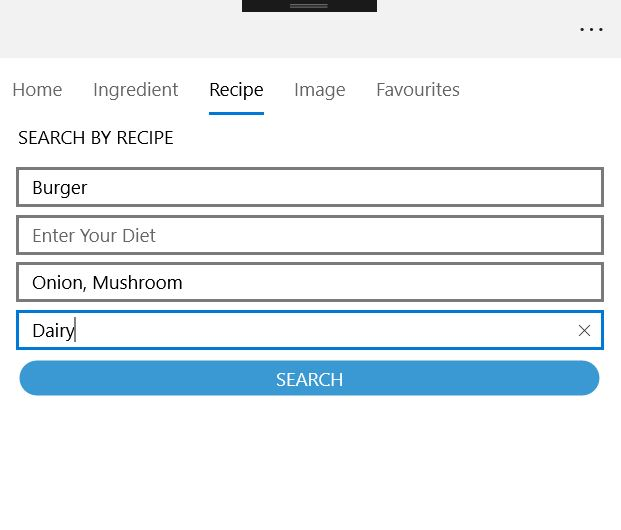 Home Ingredient Recipe Image Favourites
SEARCH BY RECIPE
Burger
Enter Your Diet
Onion, Mushroom
Dairy
SEARCH